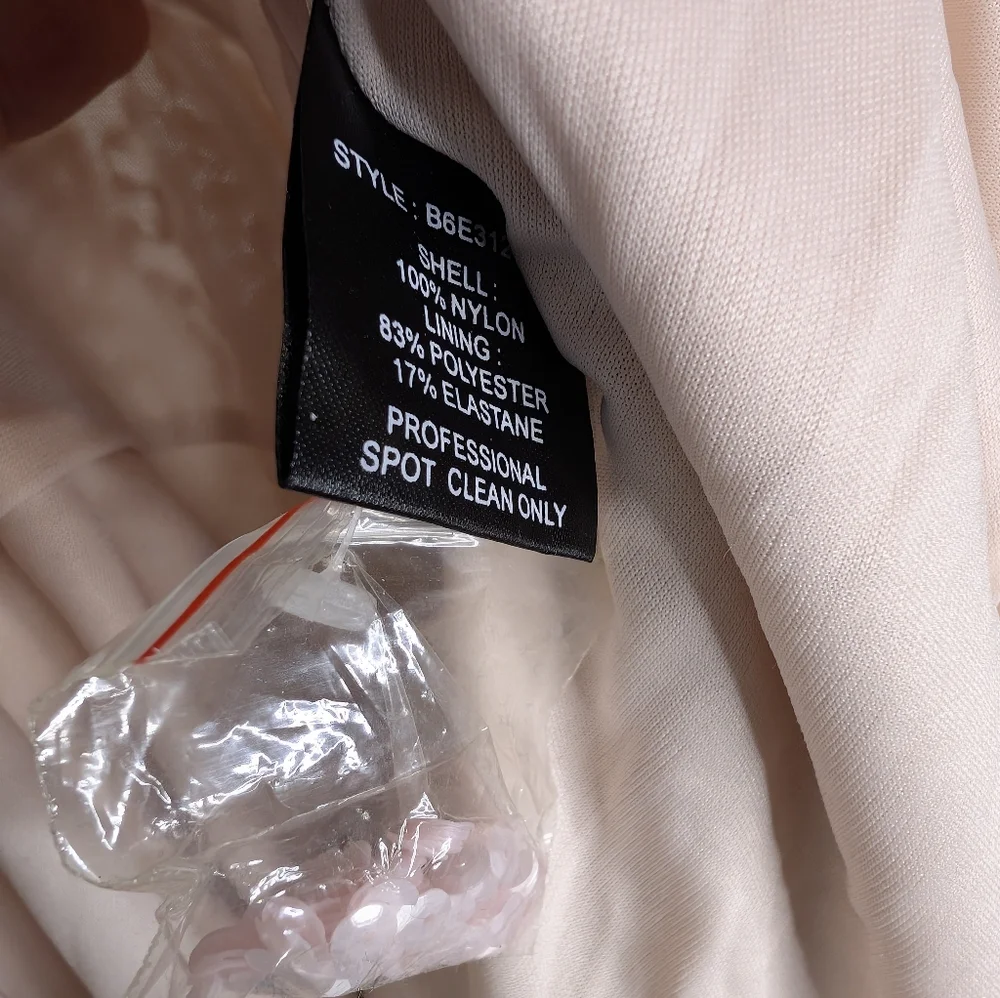 STYLE : B6E312
SHELL :
100% NYLON
LINING :
83% POLYESTER
17% ELASTANE
PROFESSIONAL
SPOT CLEAN ONLY